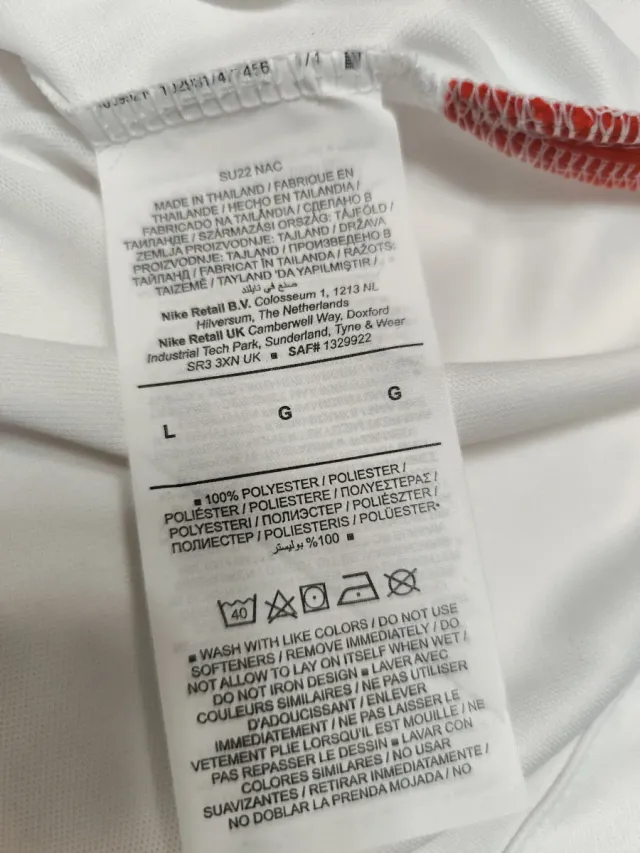 SU22 NAC
MADE IN THAILAND / FABRIQUE EN
THAILANDE / HECHO EN TAILANDIA /
FABRICADO NA TAILÂNDIA / СДЕЛАНО В
ТАИЛАНДЕ / SZÁRMAZÁSI ORSZÁG: TÁJFÖLD /
ZEMLJA PROIZVODNJE: TAJLAND / DRŽAVA
PROIZVODNJE: TAJLAND / ПРОИЗВЕДЕНО В
ТАЙЛАНД / FABRICAT ÎN TAILANDA / RAŽOTS:
TAIZEMĒ / TAYLAND 'DA YAPILMIŞTIR /
صنع في تايلاند
Nike Retail B.V. Colosseum 1, 1213 NL
Hilversum, The Netherlands
Nike Retail UK Camberwell Way, Doxford
Industrial Tech Park, Sunderland, Tyne & Wear
SR3 3XN UK ■ SAF# 1329922
L G G
■ 100% POLYESTER / POLIESTER /
POLIÉSTER / POLIESTERE / ΠΟΛΥΕΣΤΕΡΑΣ /
POLYESTERI / ПОЛИЭСТЕР / POLIÉSZTER /
ПОЛИЕСТЕР / POLIESTERIS / POLÜESTER*
100% بوليستر ■
40
■ WASH WITH LIKE COLORS / DO NOT USE
SOFTENERS / REMOVE IMMEDIATELY / DO
NOT ALLOW TO LAY ON ITSELF WHEN WET /
DO NOT IRON DESIGN ■ LAVER AVEC
COULEURS SIMILAIRES / NE PAS UTILISER
D'ADOUCISSANT / ENLEVER
IMMÉDIATEMENT / NE PAS LAISSER LE
VETEMENT PLIE LORSQU'IL EST MOUILLE / NE
PAS REPASSER LE DESSIN ■ LAVAR CON
COLORES SIMILARES / NO USAR
SUAVIZANTES / RETIRAR INMEDIATAMENTE /
NO DOBLAR LA PRENDA MOJADA / NO